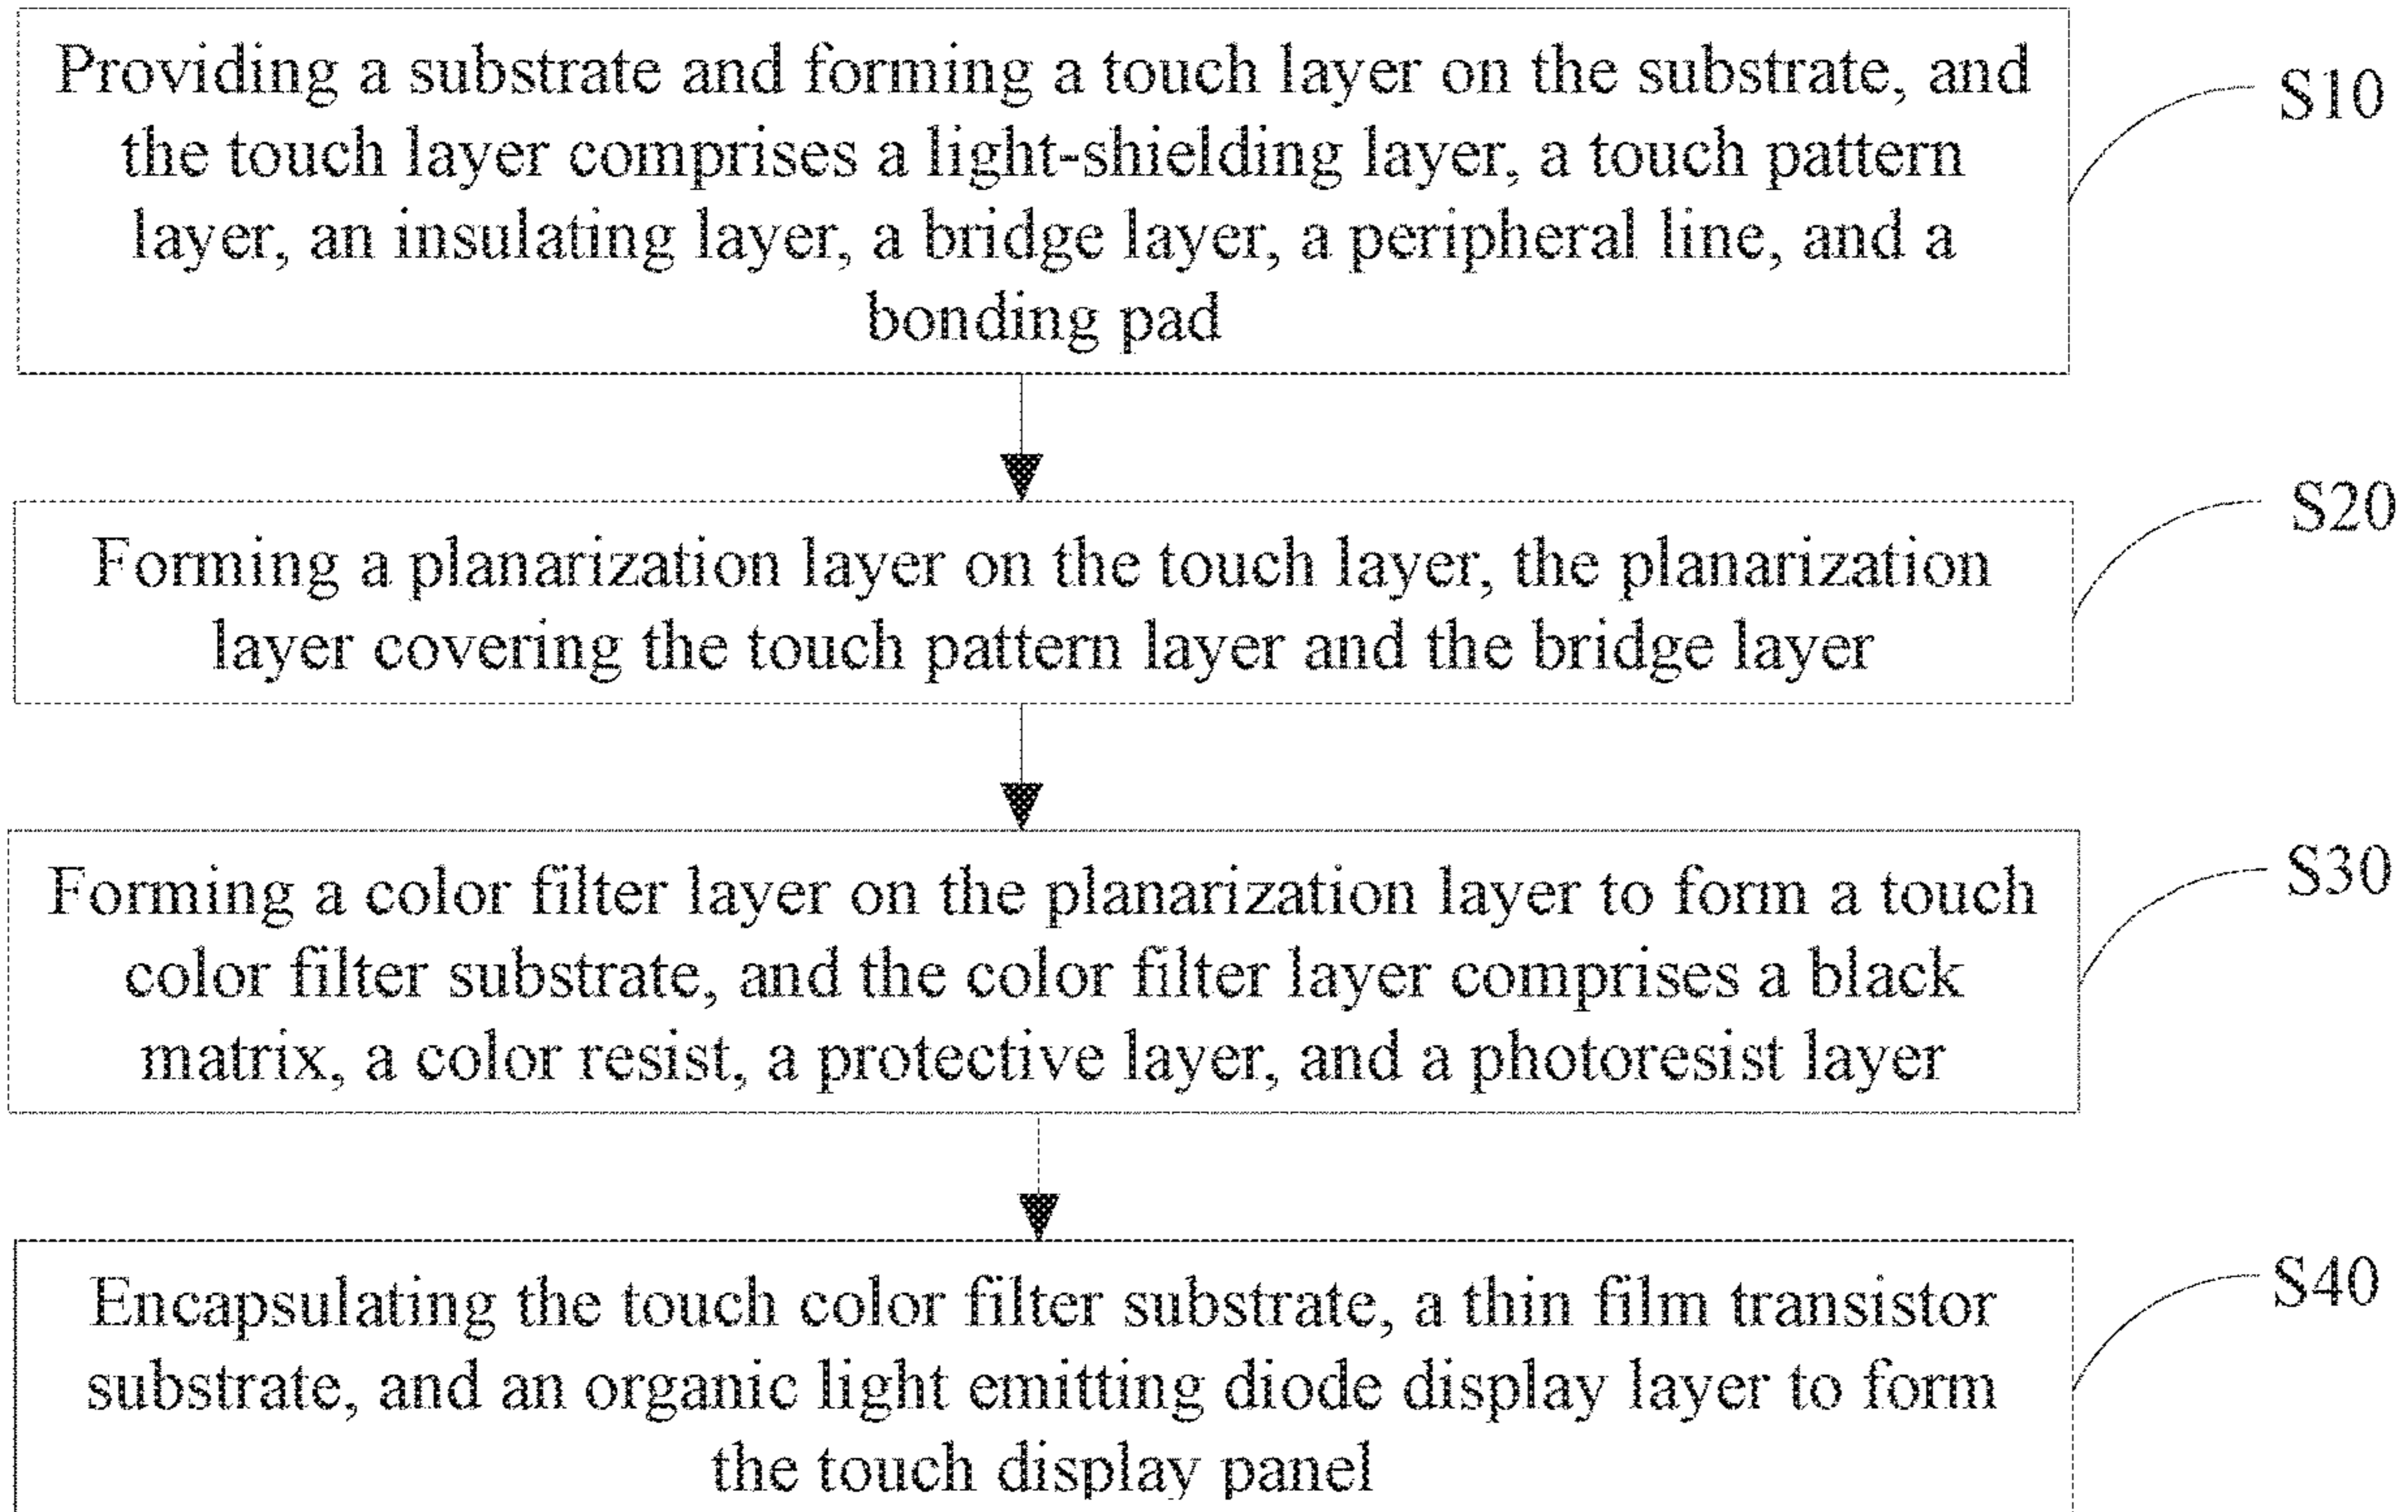 Providing a substrate and forming a touch layer on the substrate, and
the touch layer comprises a light-shielding layer, a touch pattern
layer, an insulating layer, a bridge layer, a peripheral line, and a
bonding pad
S10
Forming a planarization layer on the touch layer, the planarization
layer covering the touch pattern layer and the bridge layer
S20
Forming a color filter layer on the planarization layer to form a touch
color filter substrate, and the color filter layer comprises a black
matrix, a color resist, a protective layer, and a photoresist layer
S30
Encapsulating the touch color filter substrate, a thin film transistor
substrate, and an organic light emitting diode display layer to form
the touch display panel
S40